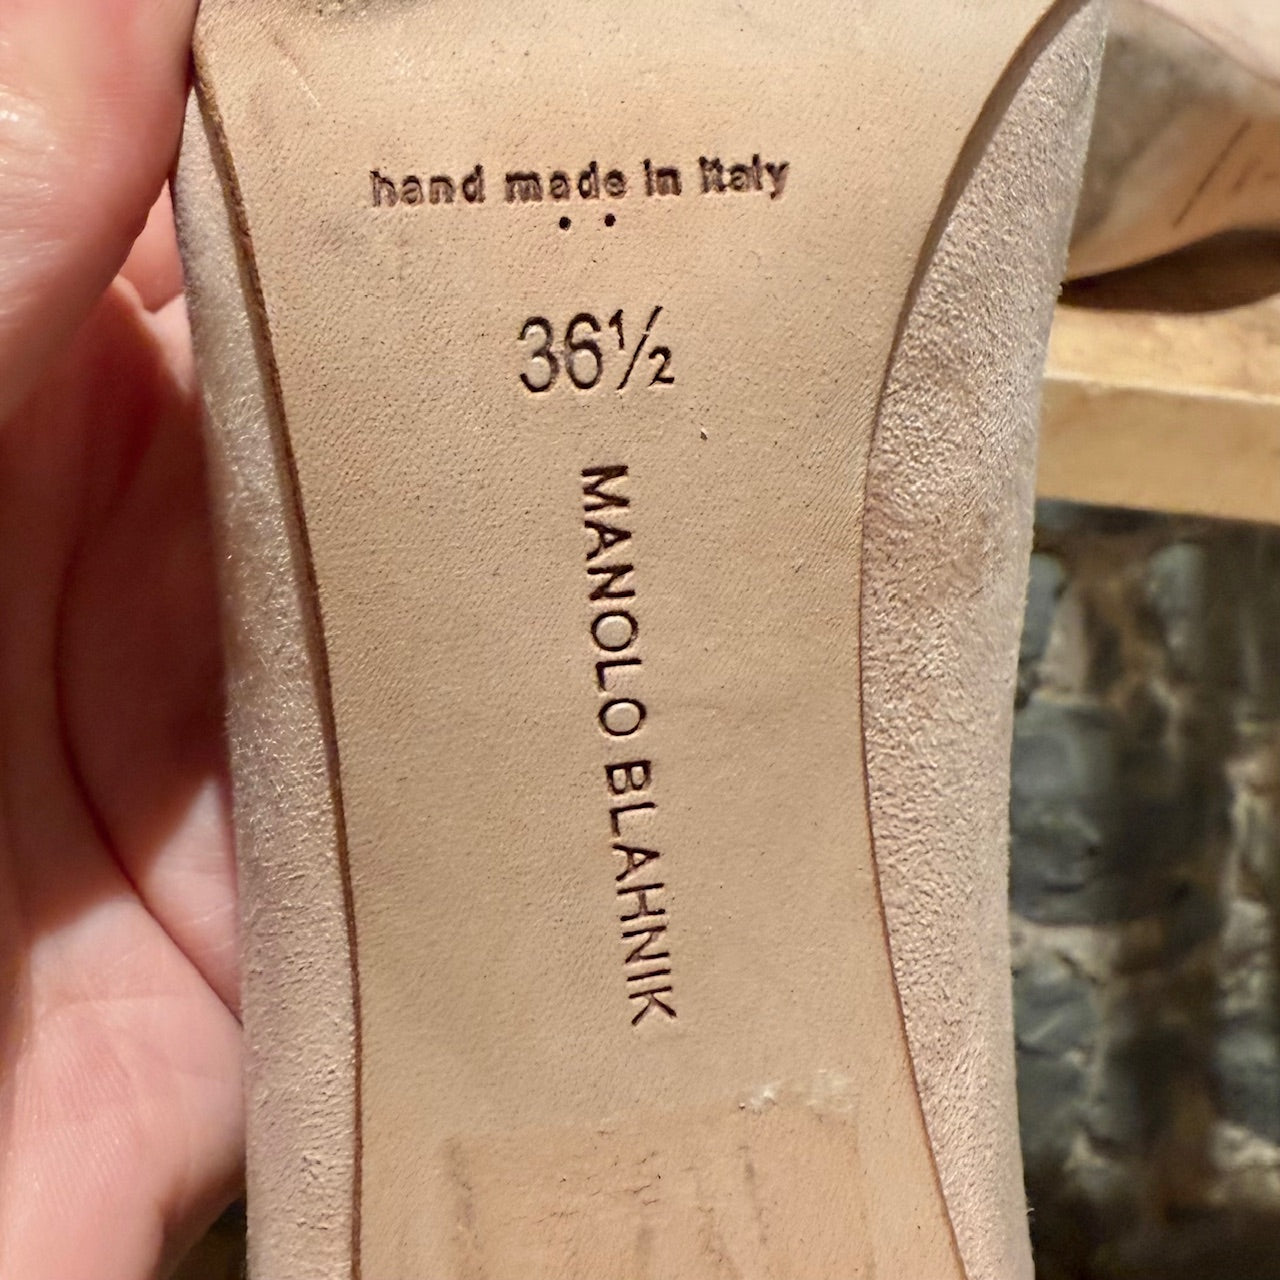 hand made in italy
36½
MANOLO BLAHNIK